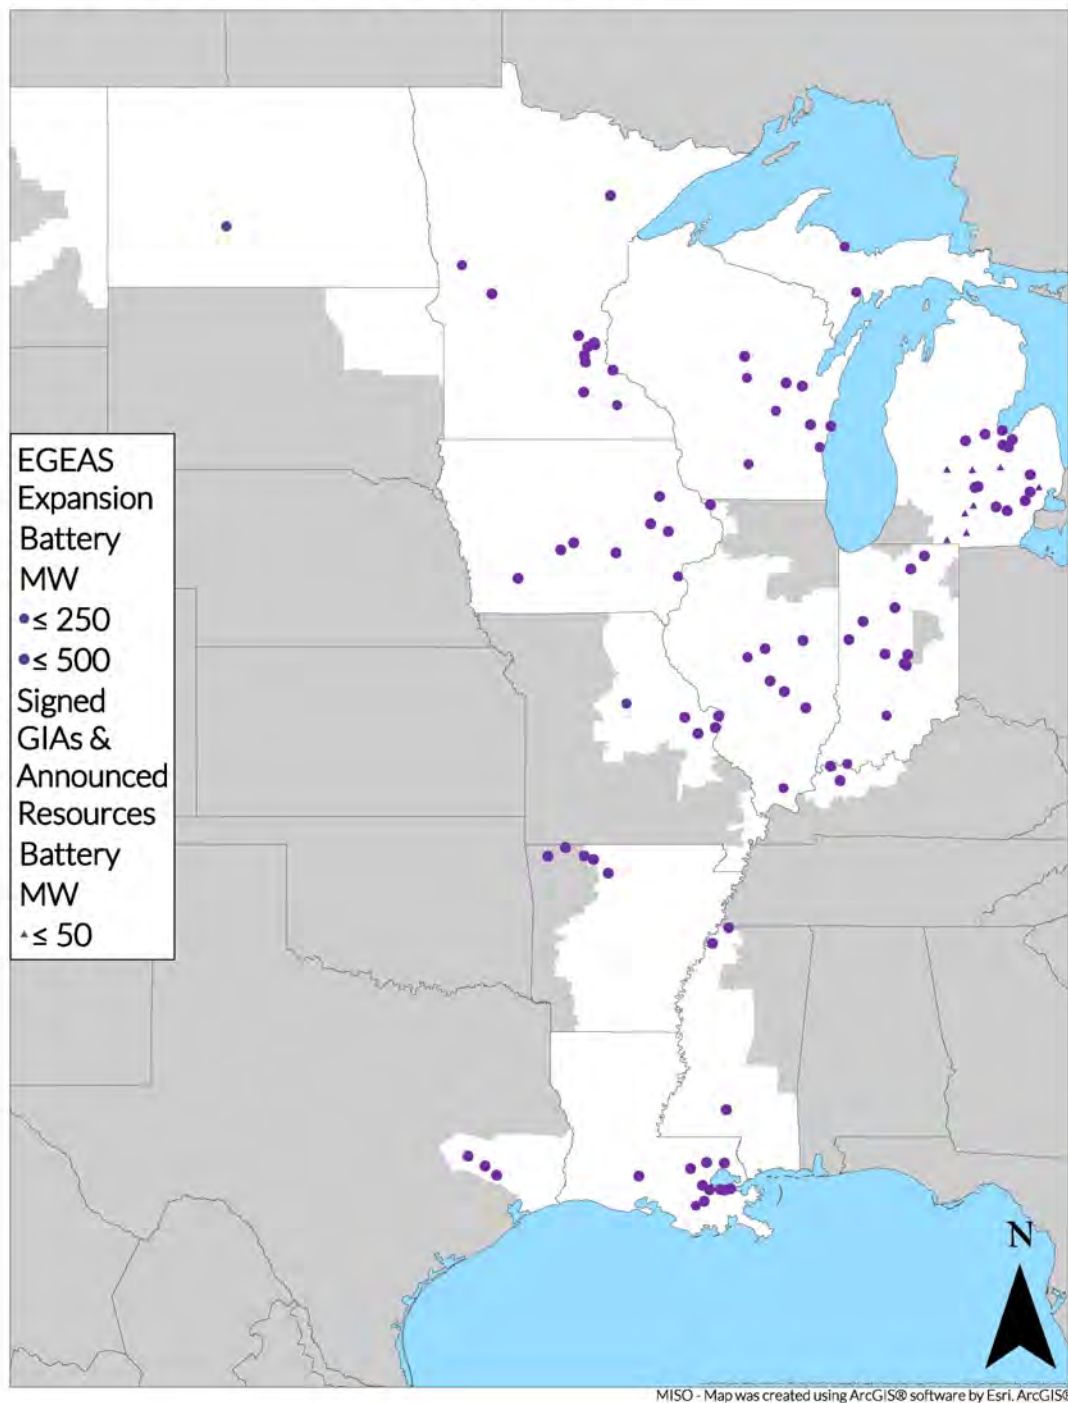 EGEAS
Expansion
Battery
MW
≤ 250
≤ 500
Signed
GIAs &
Announced
Resources
Battery
MW
≤ 50
N
MISO - Map was created using ArcGIS® software by Esri. ArcGIS®